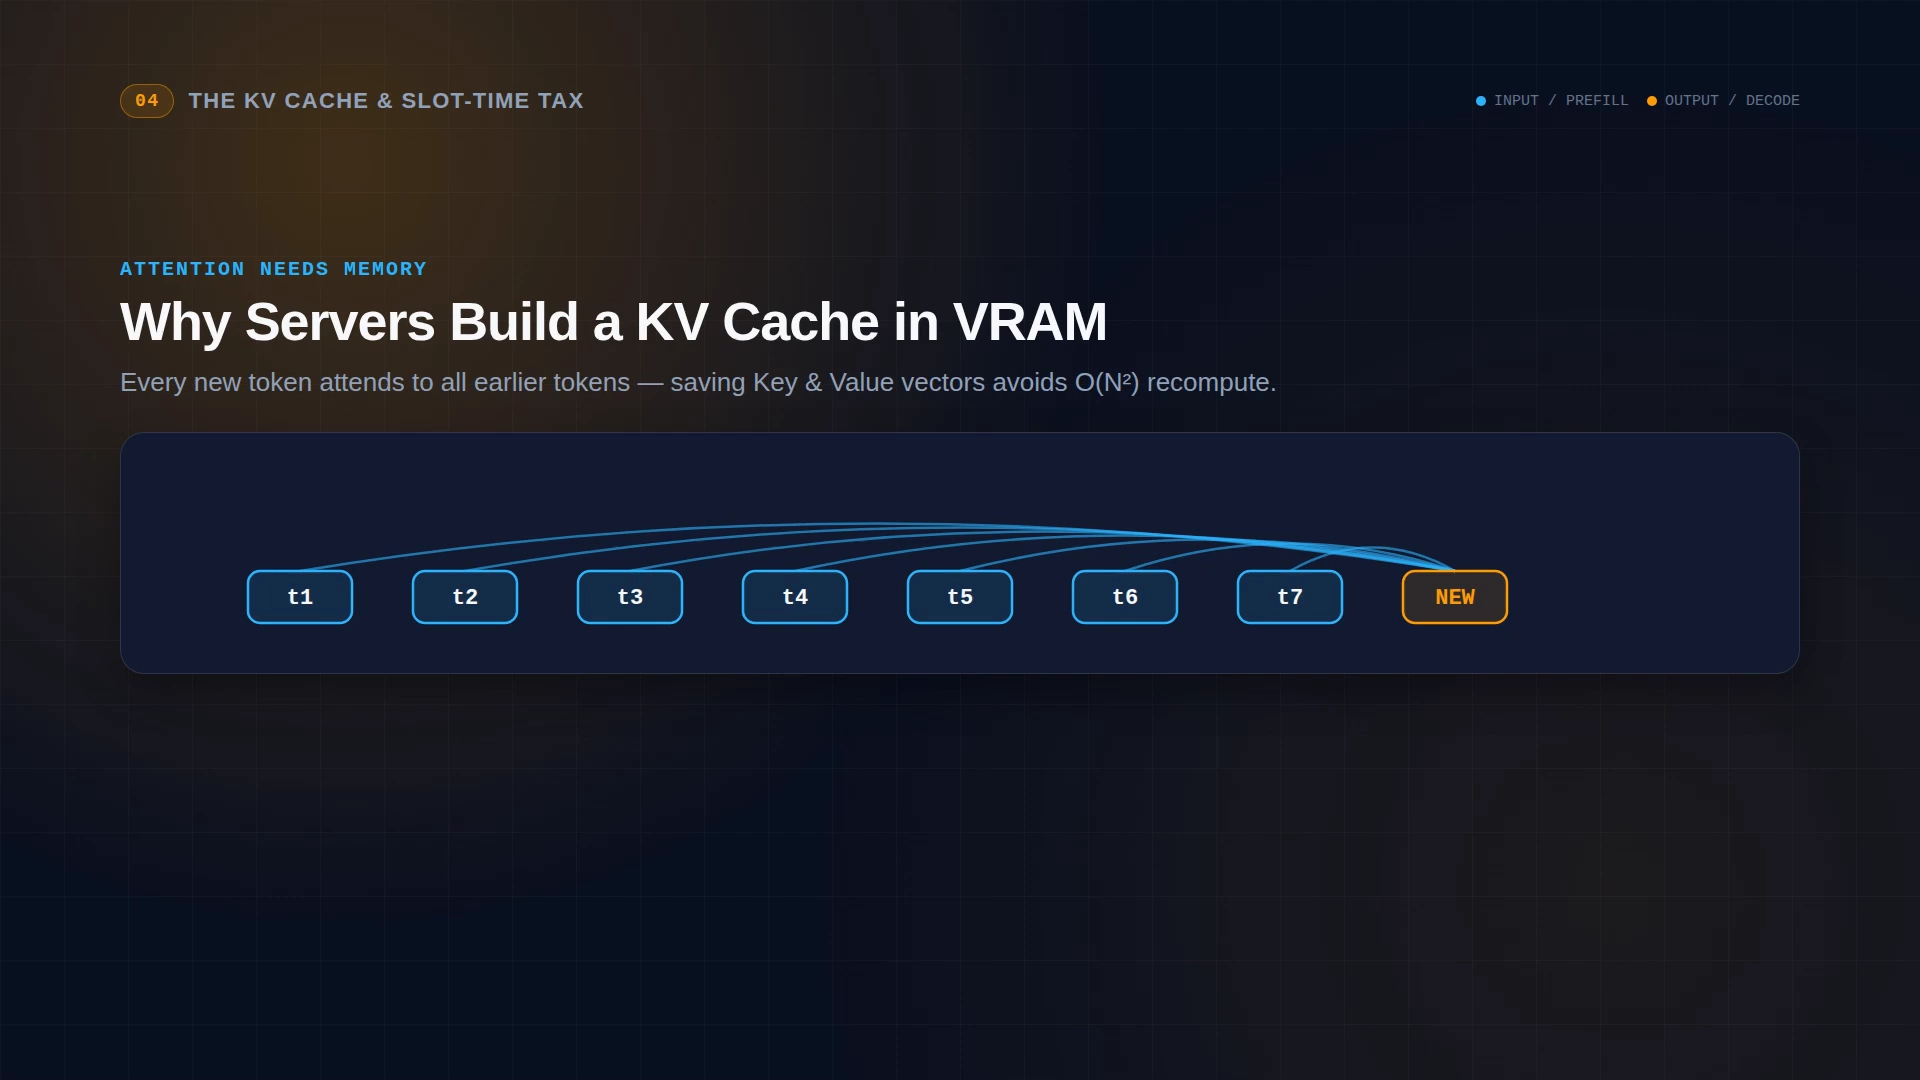 04 THE KV CACHE & SLOT-TIME TAX
INPUT / PREFILL OUTPUT / DECODE
ATTENTION NEEDS MEMORY
Why Servers Build a KV Cache in VRAM
Every new token attends to all earlier tokens — saving Key & Value vectors avoids O(N²) recompute.
t1 t2 t3 t4 t5 t6 t7 NEW